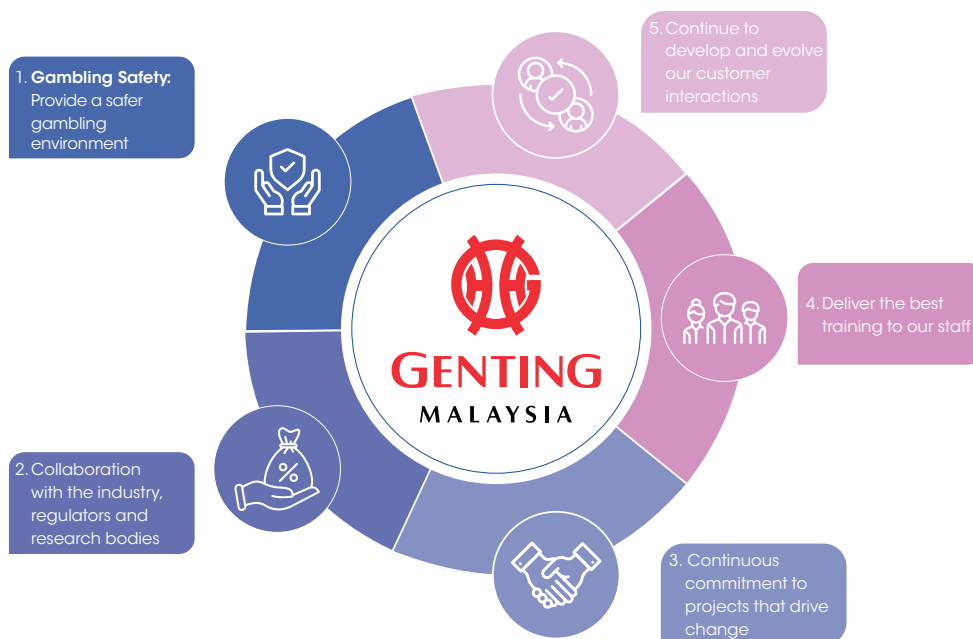 1. Gambling Safety:
Provide a safer
gambling
environment
2. Collaboration
with the industry,
regulators and
research bodies
3. Continuous
commitment to
projects that drive
change
4. Deliver the best
training to our staff
5. Continue to
develop and evolve
our customer
interactions
GENTING
MALAYSIA
%